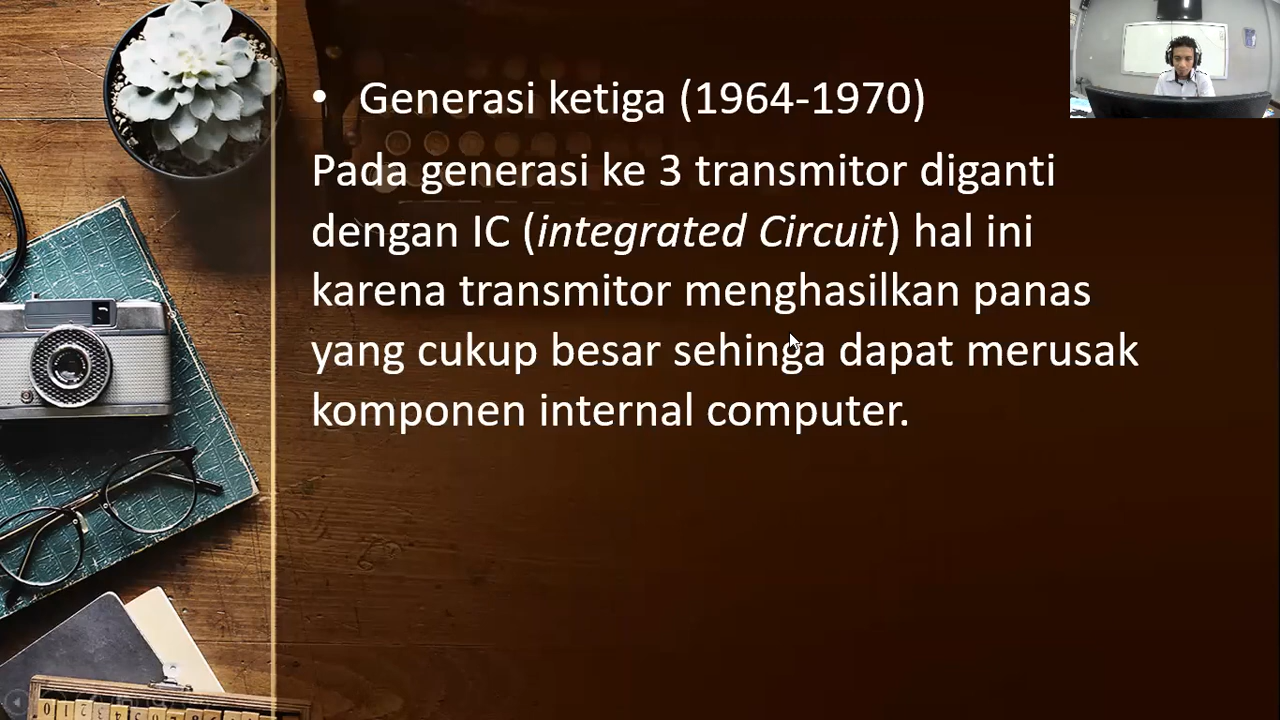 • Generasi ketiga (1964-1970)
Pada generasi ke 3 transmitor diganti
dengan IC (integrated Circuit) hal ini
karena transmitor menghasilkan panas
yang cukup besar sehinga dapat merusak
komponen internal computer.